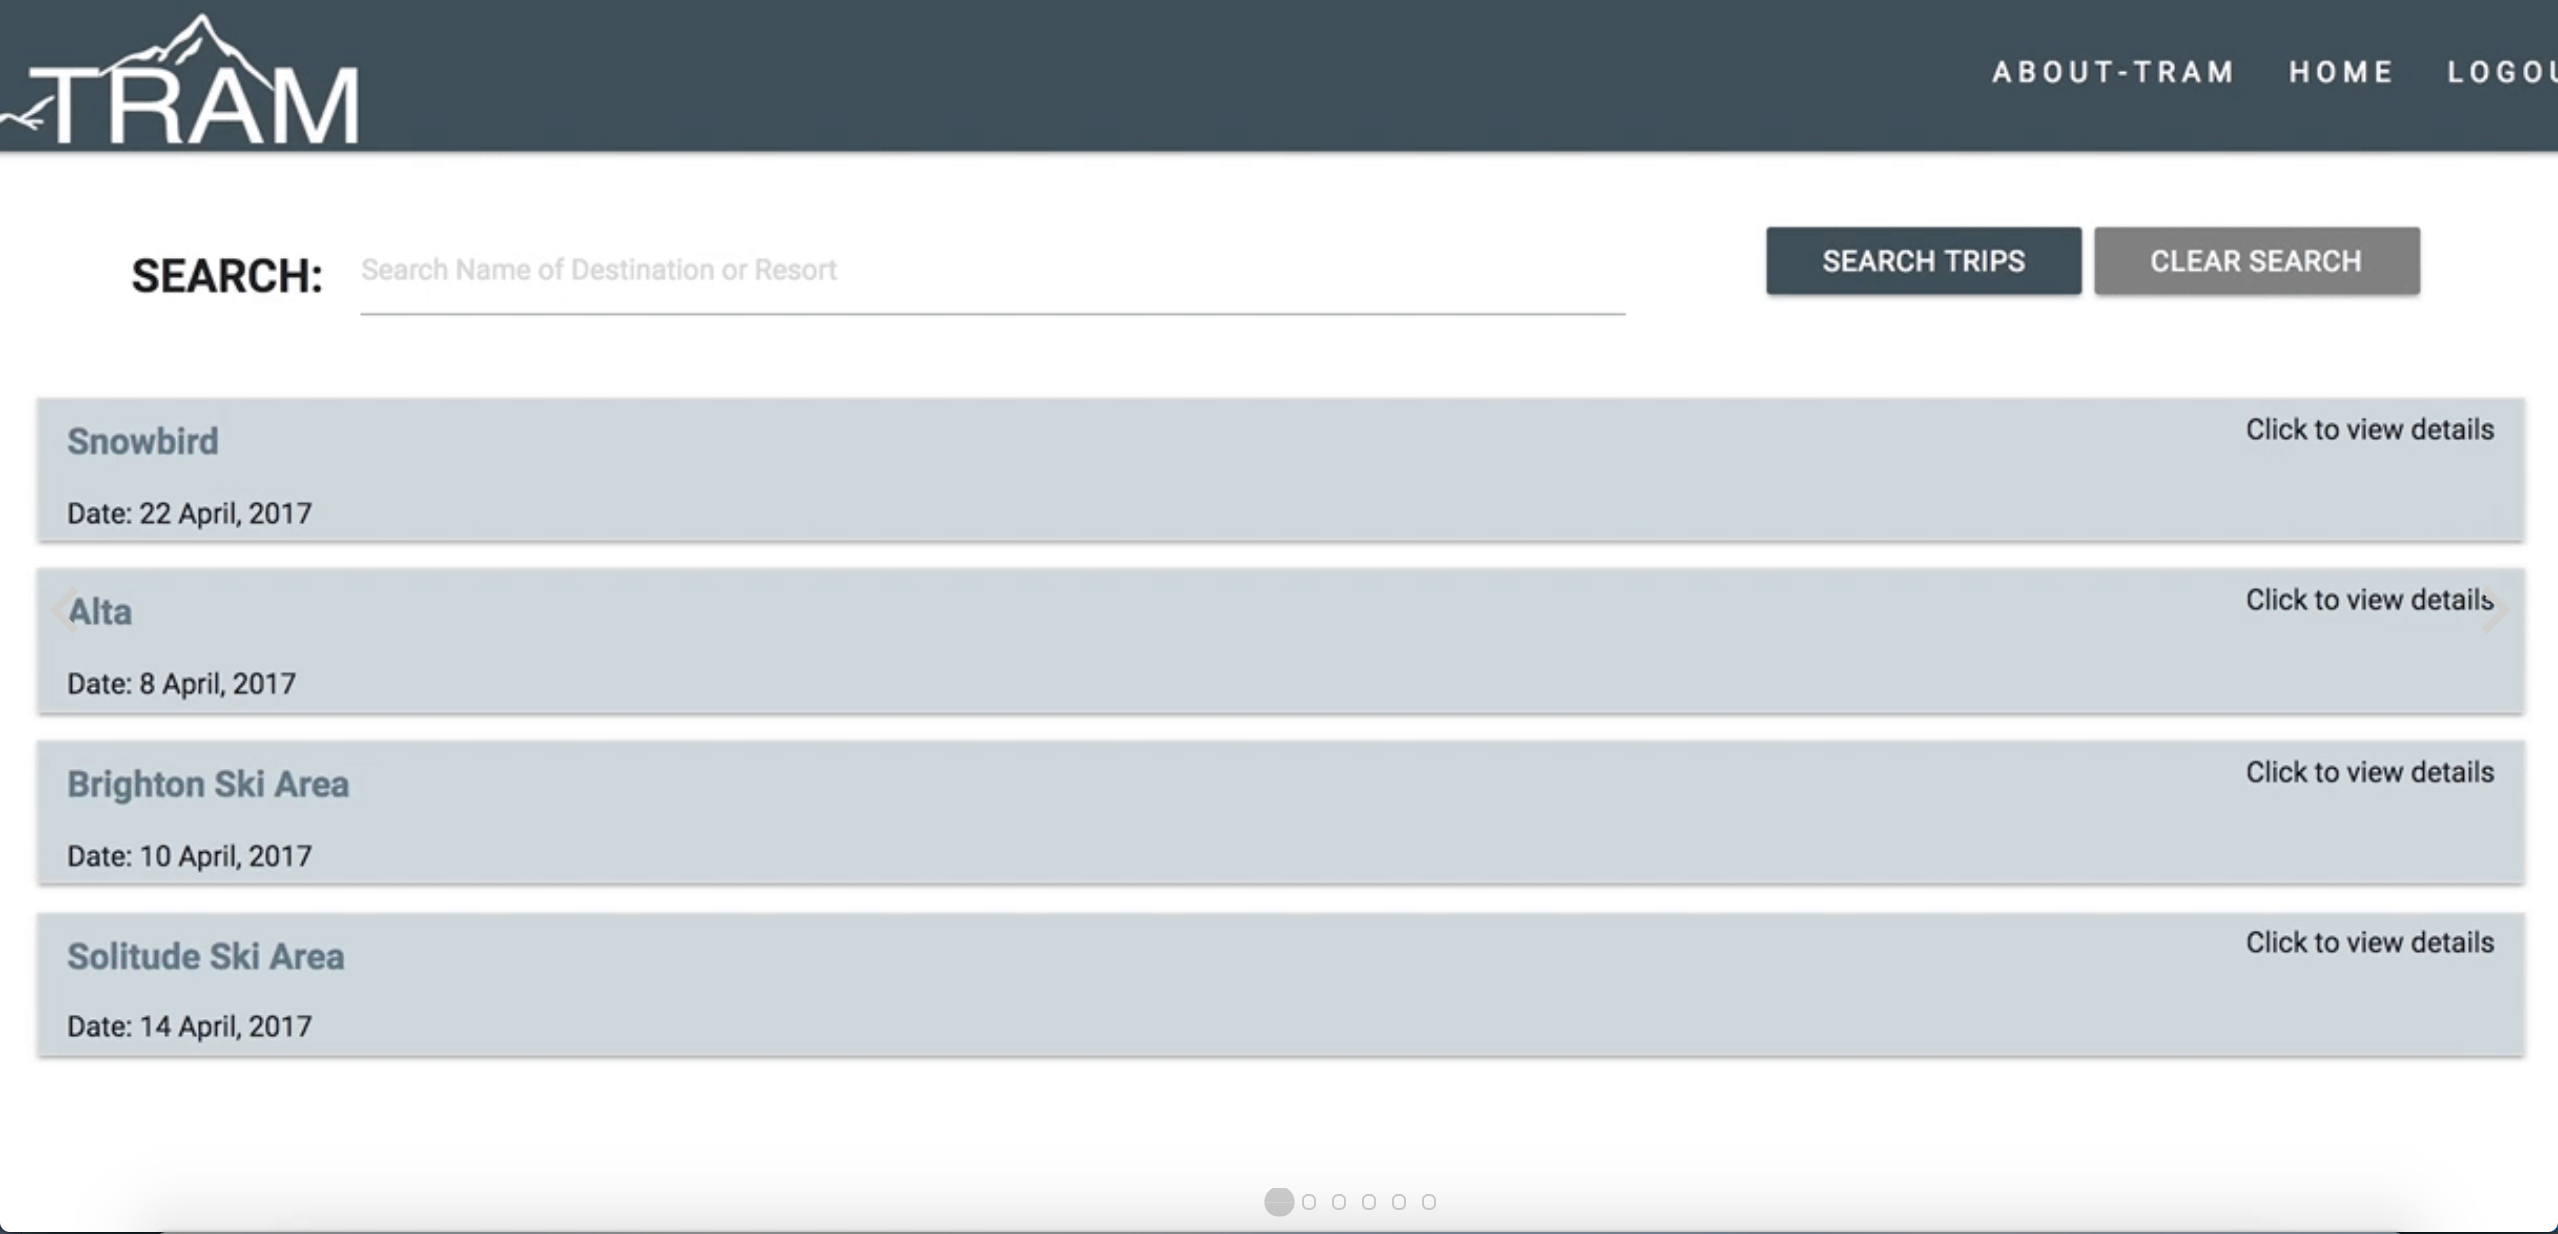 TRAM
ABOUT-TRAM HOME LOGOU
SEARCH: Search Name of Destination or Resort SEARCH TRIPS CLEAR SEARCH
Snowbird Click to view details
Date: 22 April, 2017
Alta Click to view details
Date: 8 April, 2017
Brighton Ski Area Click to view details
Date: 10 April, 2017
Solitude Ski Area Click to view details
Date: 14 April, 2017